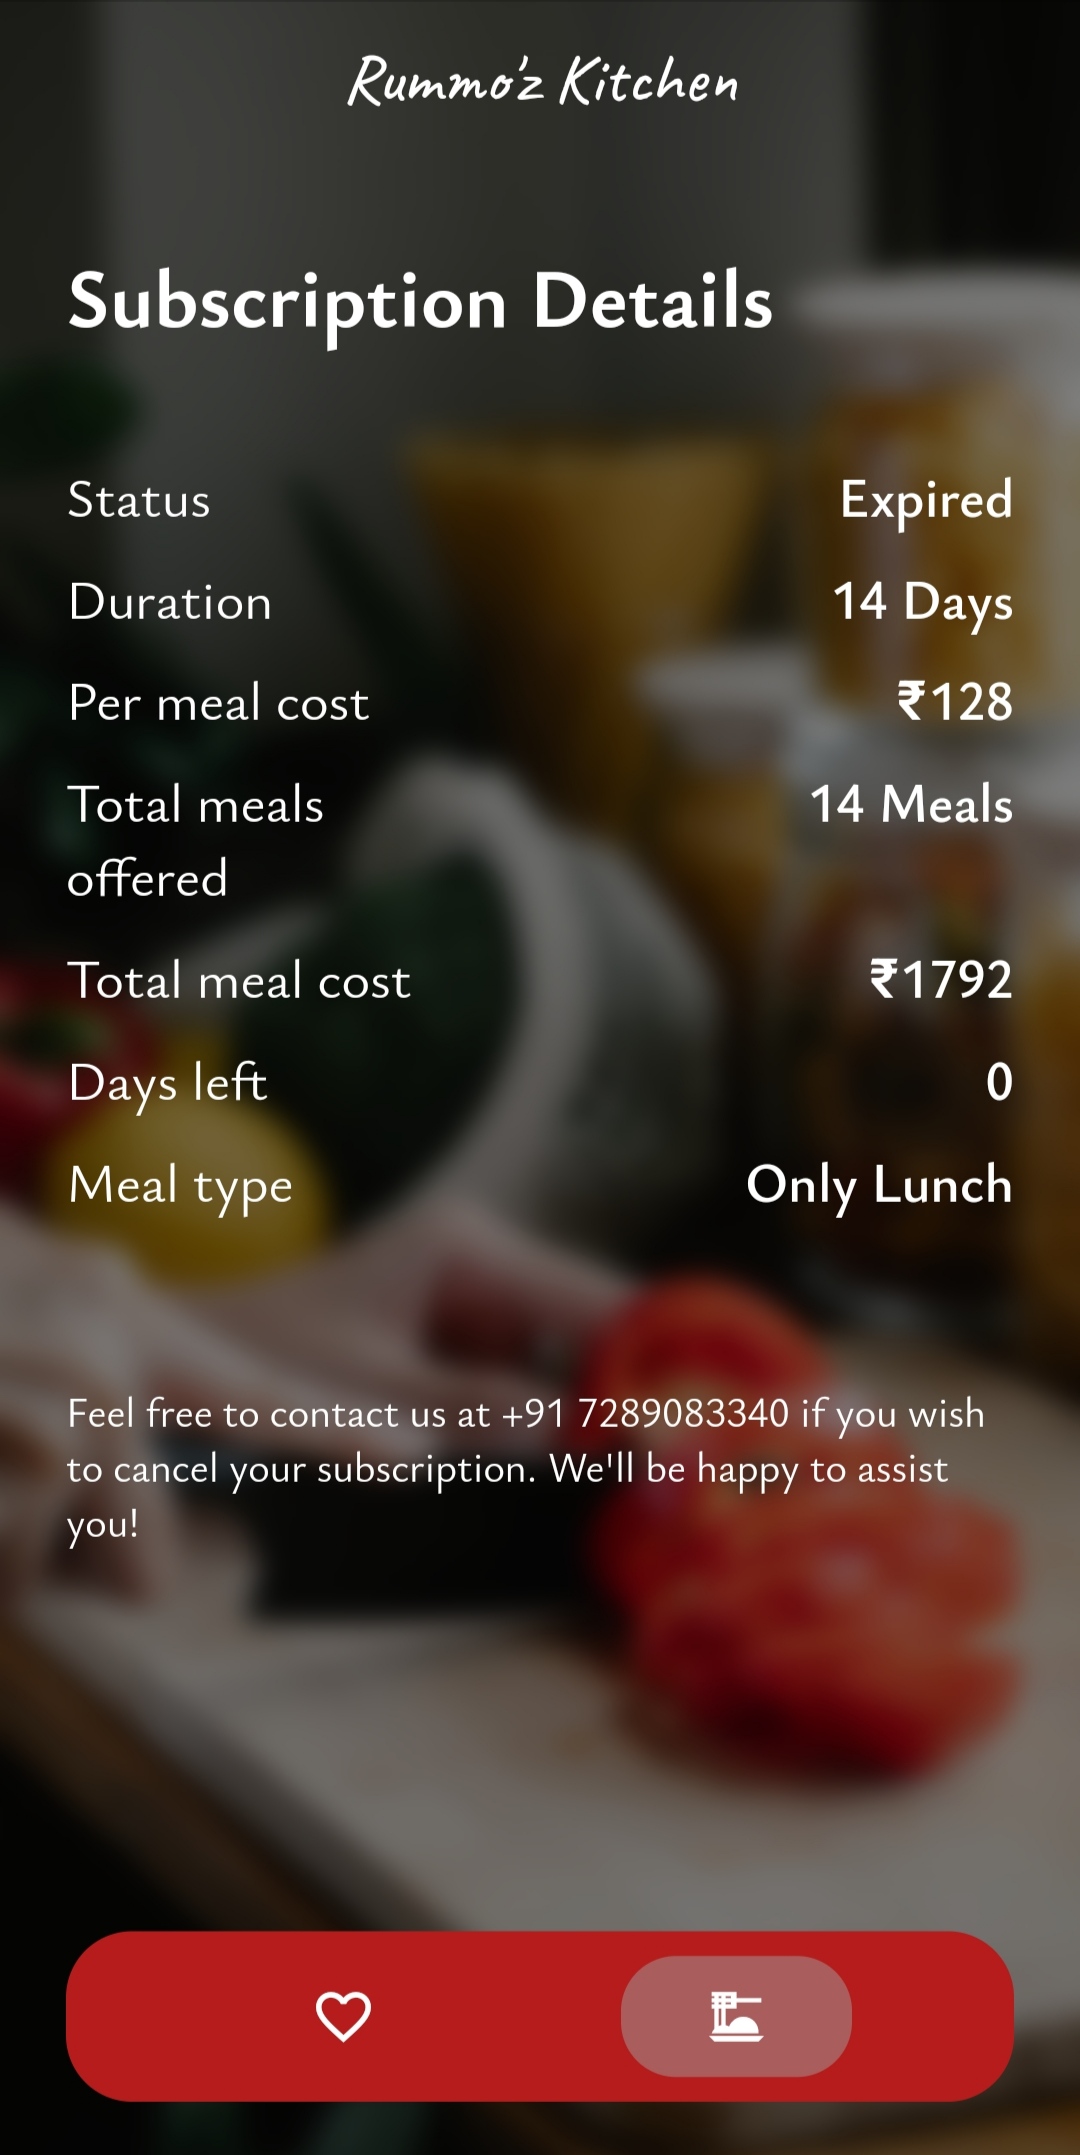 Rummo'z Kitchen
Subscription Details
Status Expired
Duration 14 Days
Per meal cost ₹128
Total meals 14 Meals
offered
Total meal cost ₹1792
Days left 0
Meal type Only Lunch
Feel free to contact us at +91 7289083340 if you wish
to cancel your subscription. We'll be happy to assist
you!